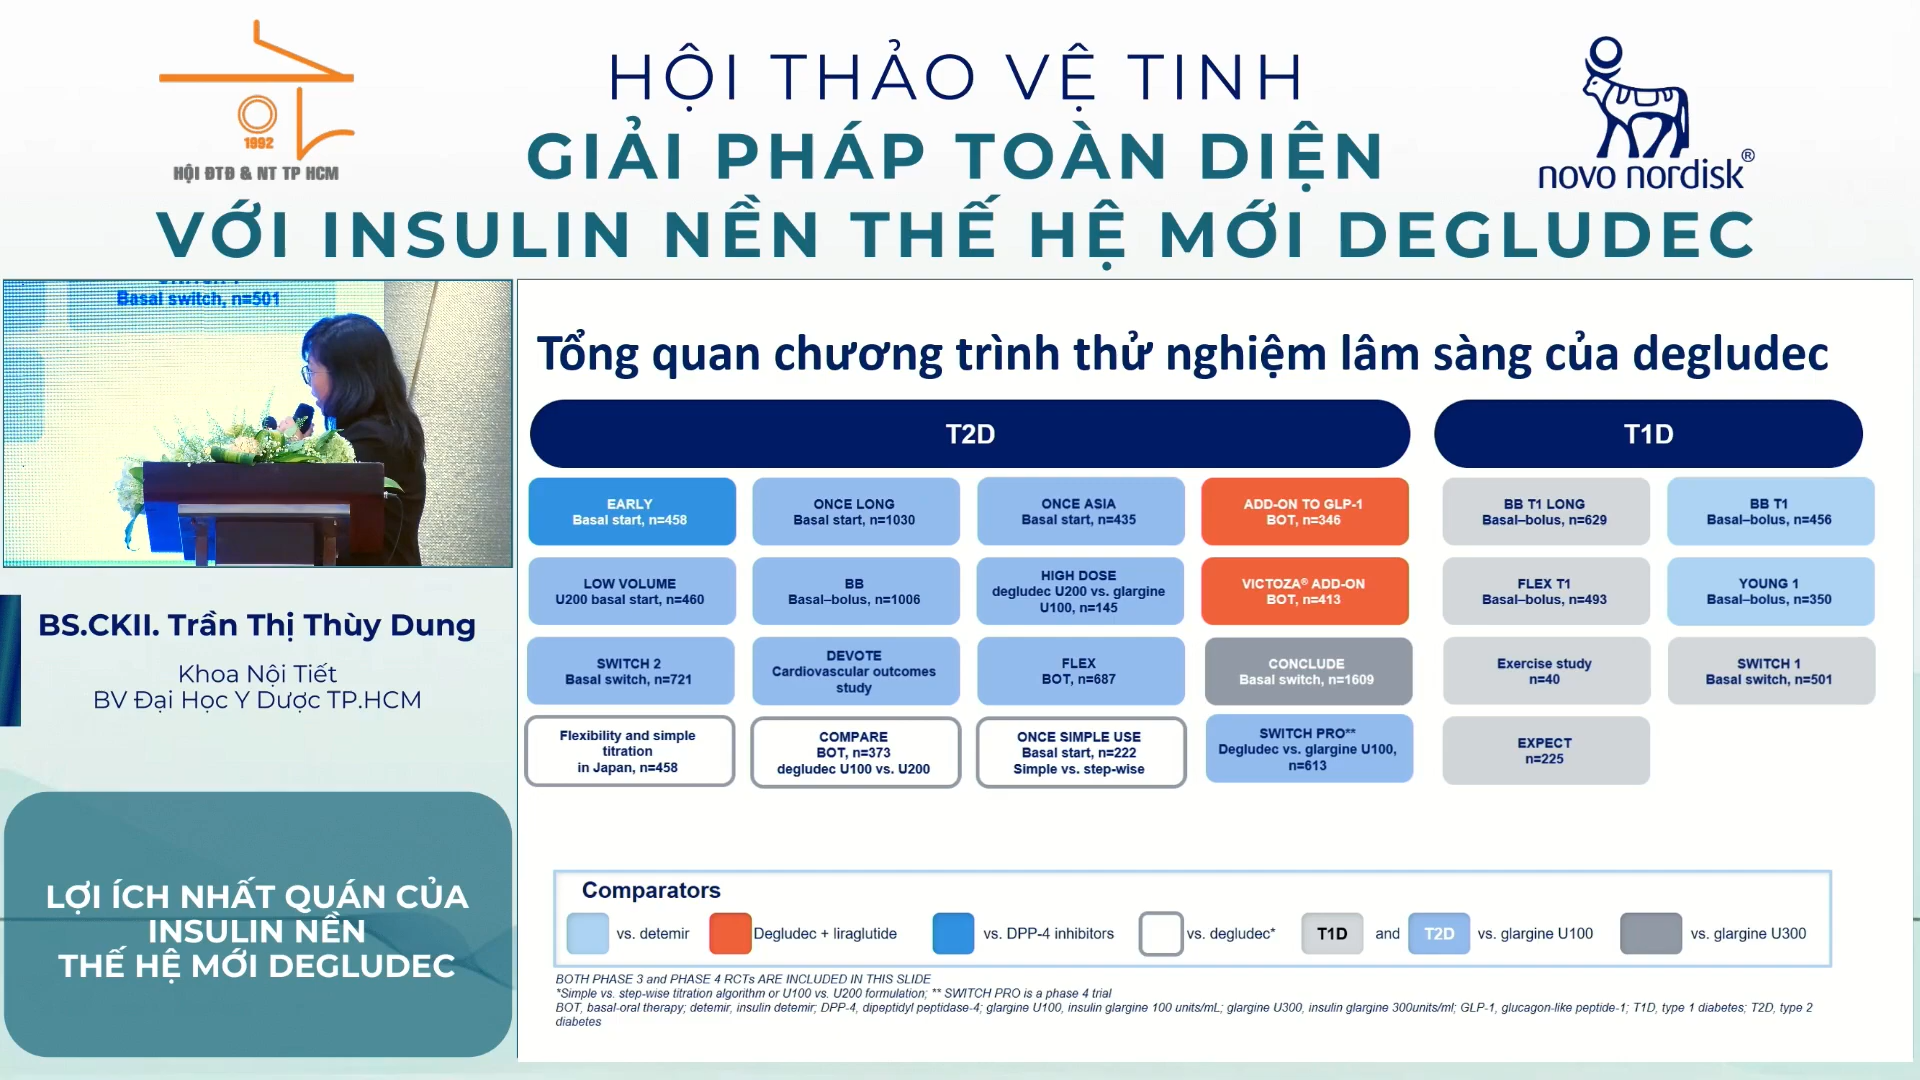 HỘI THẢO VỆ TINH
GIẢI PHÁP TOÀN DIỆN
VỚI INSULIN NỀN THẾ HỆ MỚI DEGLUDEC
1992
HỘI ĐTĐ & NT TP HCM
novo nordisk®
Basal switch, n=501
BS.CKII. Trần Thị Thùy Dung
Khoa Nội Tiết
BV Đại Học Y Dược TP.HCM
LỢI ÍCH NHẤT QUÁN CỦA
INSULIN NỀN
THẾ HỆ MỚI DEGLUDEC
Tổng quan chương trình thử nghiệm lâm sàng của degludec
T2D
T1D
EARLY
Basal start, n=458
ONCE LONG
Basal start, n=1030
ONCE ASIA
Basal start, n=435
ADD-ON TO GLP-1
BOT, n=346
BB T1 LONG
Basal–bolus, n=629
BB T1
Basal–bolus, n=456
LOW VOLUME
U200 basal start, n=460
BB
Basal–bolus, n=1006
HIGH DOSE
degludec U200 vs. glargine
U100, n=145
VICTOZA® ADD-ON
BOT, n=413
FLEX T1
Basal–bolus, n=493
YOUNG 1
Basal–bolus, n=350
SWITCH 2
Basal switch, n=721
DEVOTE
Cardiovascular outcomes
study
FLEX
BOT, n=687
CONCLUDE
Basal switch, n=1609
Exercise study
n=40
SWITCH 1
Basal switch, n=501
Flexibility and simple
titration
in Japan, n=458
COMPARE
BOT, n=373
degludec U100 vs. U200
ONCE SIMPLE USE
Basal start, n=222
Simple vs. step-wise
SWITCH PRO**
Degludec vs. glargine U100,
n=613
EXPECT
n=225
Comparators
vs. detemir
Degludec + liraglutide
vs. DPP-4 inhibitors
vs. degludec*
T1D and T2D vs. glargine U100
vs. glargine U300
BOTH PHASE 3 and PHASE 4 RCTs ARE INCLUDED IN THIS SLIDE
*Simple vs. step-wise titration algorithm or U100 vs. U200 formulation; ** SWITCH PRO is a phase 4 trial
BOT, basal-oral therapy; detemir, insulin detemir; DPP-4, dipeptidyl peptidase-4; glargine U100, insulin glargine 100 units/mL; glargine U300, insulin glargine 300units/ml; GLP-1, glucagon-like peptide-1; T1D, type 1 diabetes; T2D, type 2
diabetes